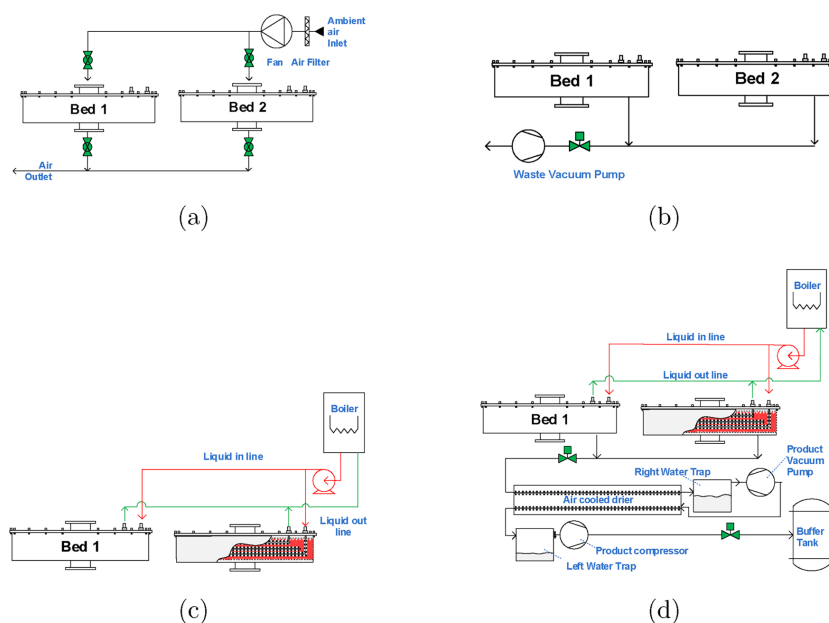 Ambient
air
Inlet
Fan Air Filter
Bed 1
Bed 2
Air
Outlet
(a)
Bed 1
Bed 2
Waste Vacuum Pump
(b)
Boiler
Liquid in line
Liquid out
line
Bed 1
(c)
Boiler
Liquid in line
Liquid out line
Bed 1
Product
Vacuum
Pump
Right Water Trap
Air cooled drier
Buffer
Tank
Product compressor
Left Water Trap
(d)